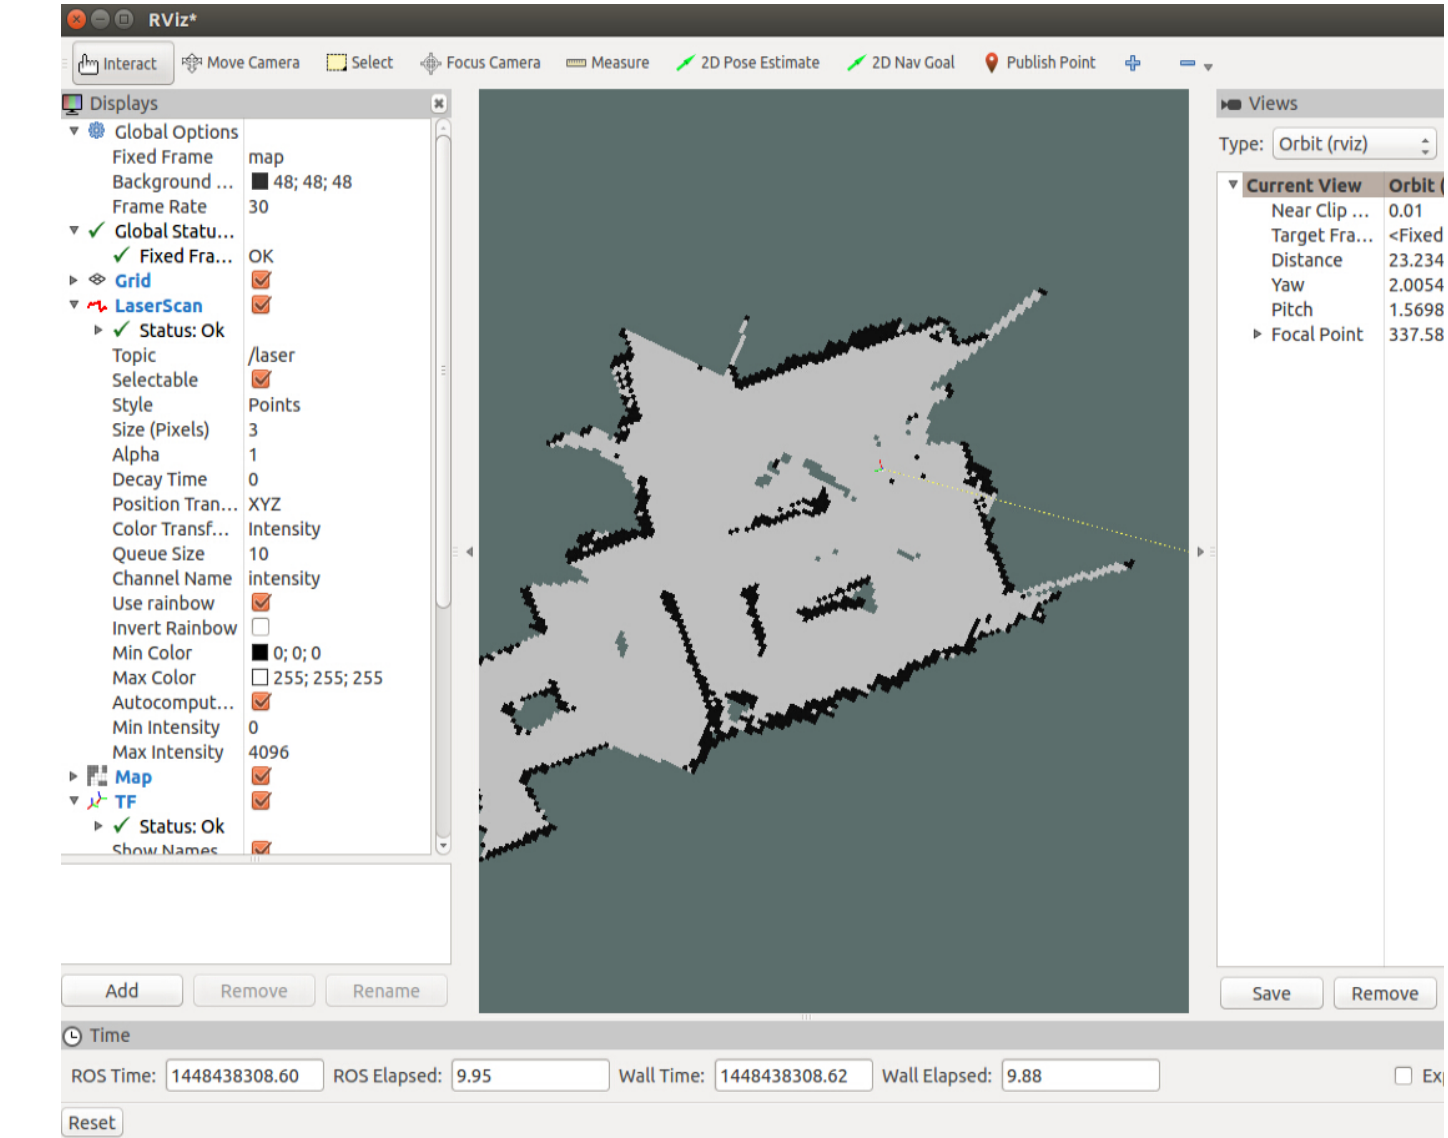 RViz*
Interact Move Camera Select Focus Camera Measure 2D Pose Estimate 2D Nav Goal Publish Point
Displays
Global Options
Fixed Frame map
Background ... 48; 48; 48
Frame Rate 30
Global Statu...
Fixed Fra... OK
Grid
LaserScan
Status: Ok
Topic /laser
Selectable
Style Points
Size (Pixels) 3
Alpha 1
Decay Time 0
Position Tran... XYZ
Color Transf... Intensity
Queue Size 10
Channel Name intensity
Use rainbow
Invert Rainbow
Min Color 0; 0; 0
Max Color 255; 255; 255
Autocomput...
Min Intensity 0
Max Intensity 4096
Map
TF
Status: Ok
Show Names
Add Remove Rename
Views
Type: Orbit (rviz)
Current View Orbit (
Near Clip ... 0.01
Target Fra... <Fixed
Distance 23.234
Yaw 2.0054
Pitch 1.5698
Focal Point 337.58
Save Remove
Time
ROS Time: 1448438308.60 ROS Elapsed: 9.95 Wall Time: 1448438308.62 Wall Elapsed: 9.88
Reset